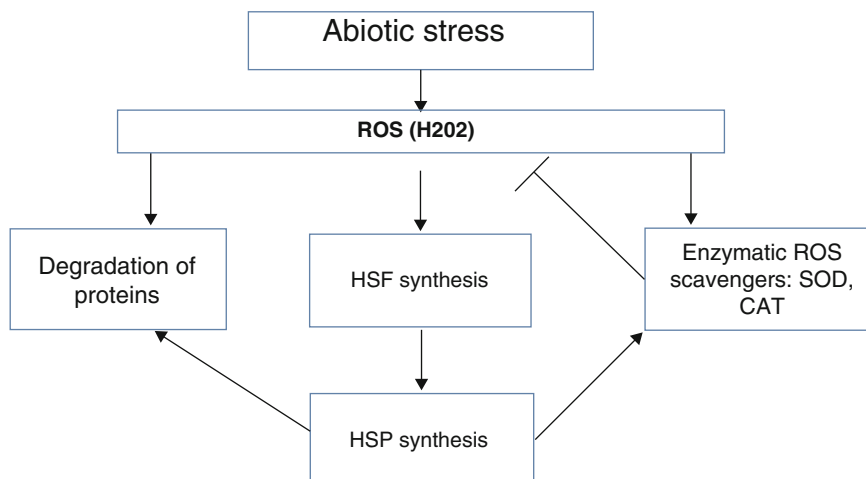 Abiotic stress
ROS (H202)
Degradation of
proteins
HSF synthesis
Enzymatic ROS
scavengers: SOD,
CAT
HSP synthesis